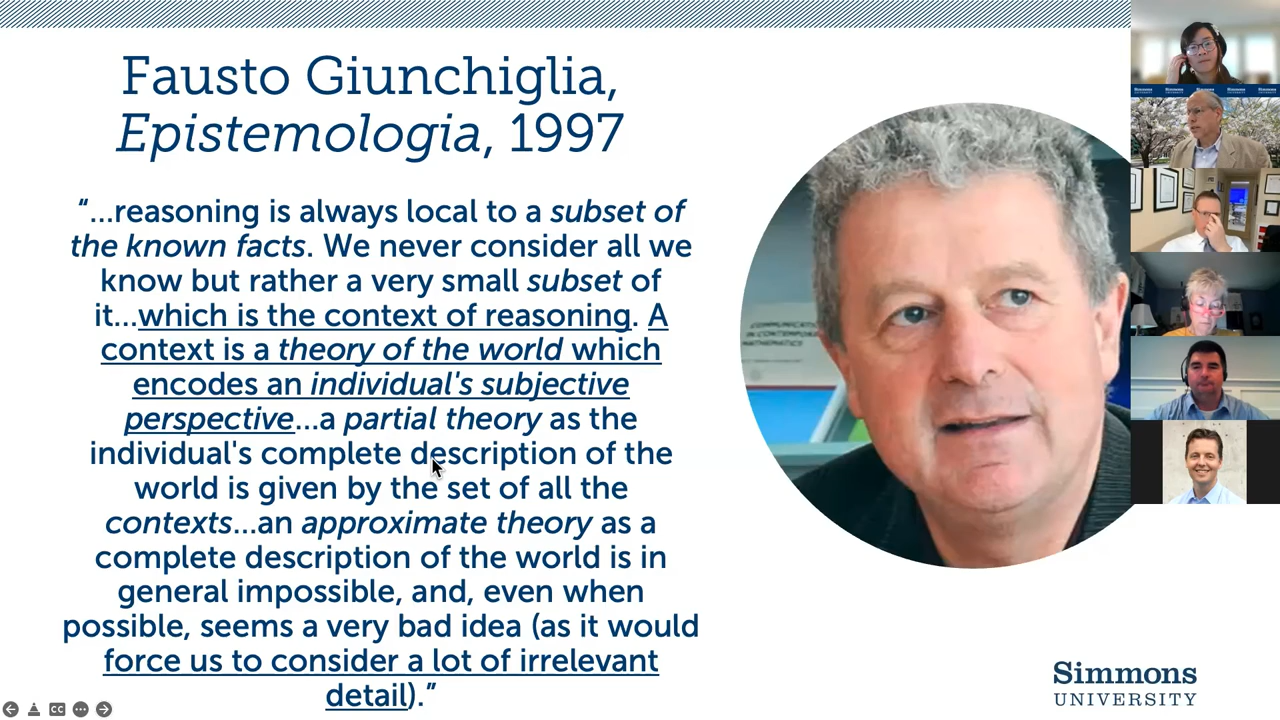 Fausto Giunchiglia,
Epistemologia, 1997
“...reasoning is always local to a subset of
the known facts. We never consider all we
know but rather a very small subset of
it...which is the context of reasoning. A
context is a theory of the world which
encodes an individual's subjective
perspective...a partial theory as the
individual's complete description of the
world is given by the set of all the
contexts...an approximate theory as a
complete description of the world is in
general impossible, and, even when
possible, seems a very bad idea (as it would
force us to consider a lot of irrelevant
detail).”
CC
Simmons
UNIVERSITY